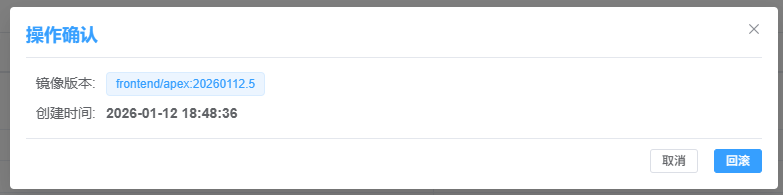 操作确认
镜像版本: frontend/apex:20260112.5
创建时间: 2026-01-12 18:48:36
取消 回滚